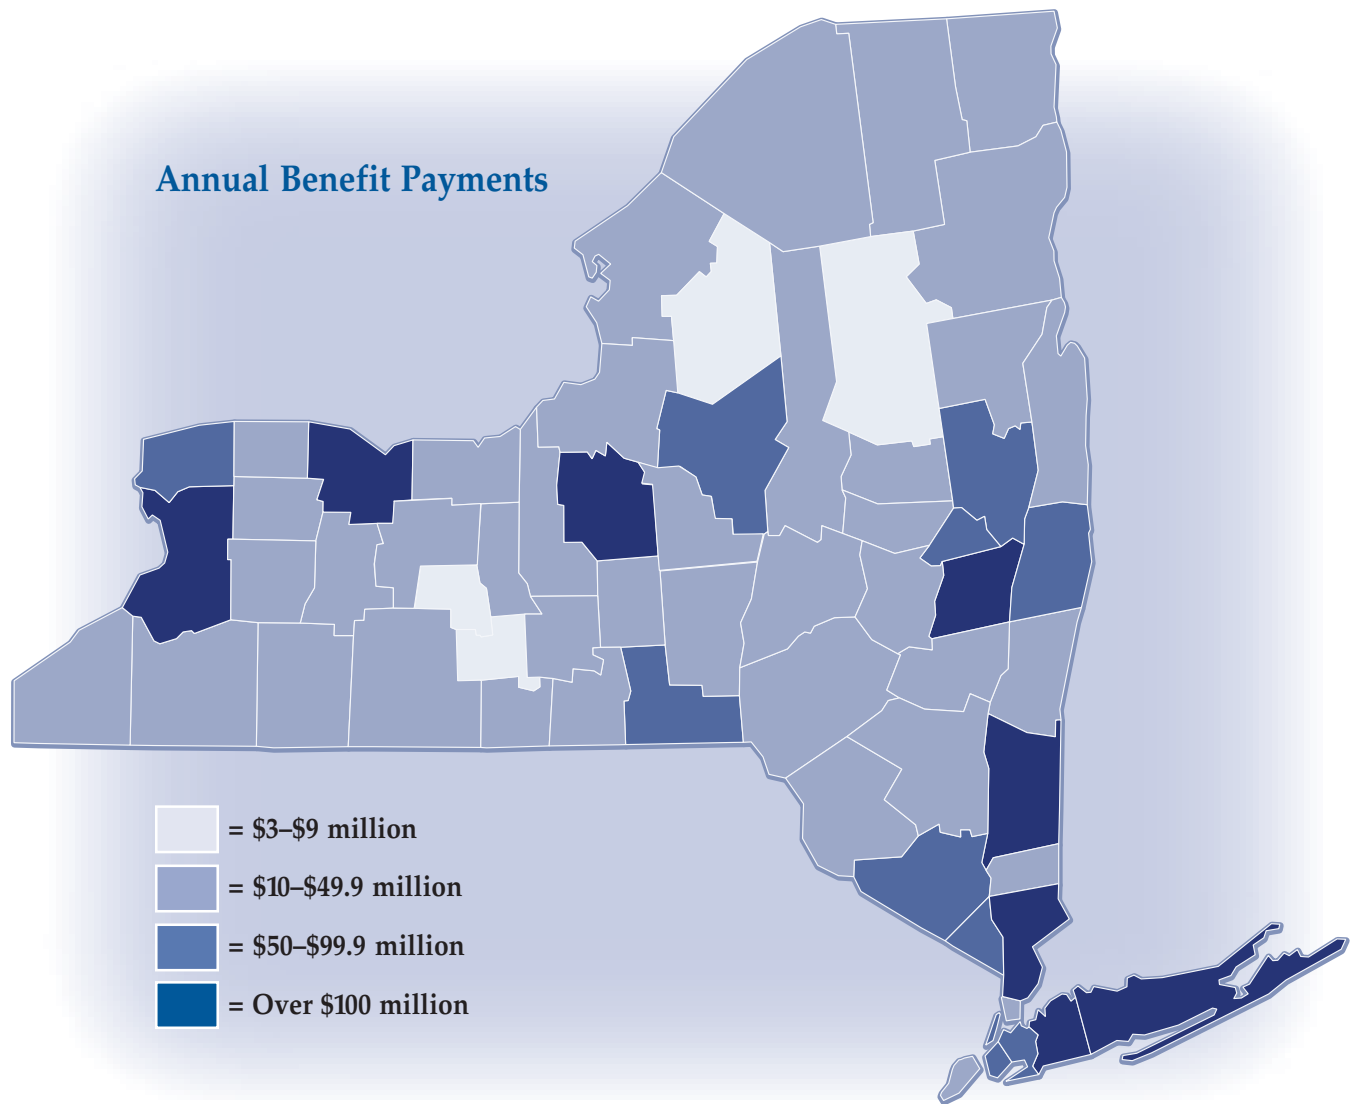 Annual Benefit Payments
= $3–$9 million
= $10–$49.9 million
= $50–$99.9 million
= Over $100 million